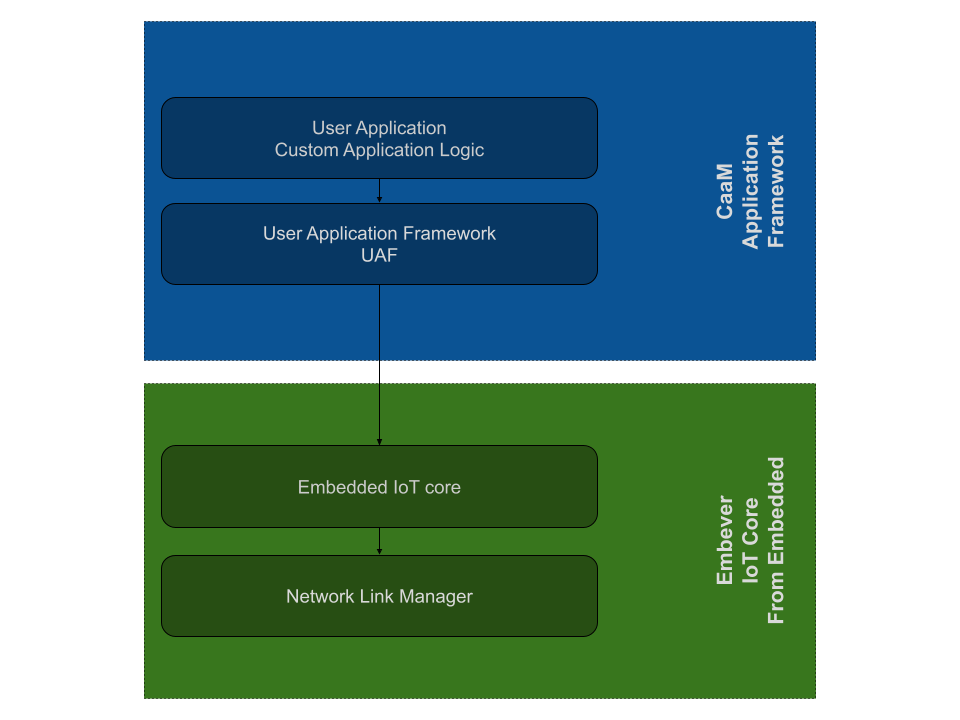 User Application
Custom Application Logic
User Application Framework
UAF
CaaM
Application
Framework
Embedded IoT core
Network Link Manager
Embever
IoT Core
From Embedded